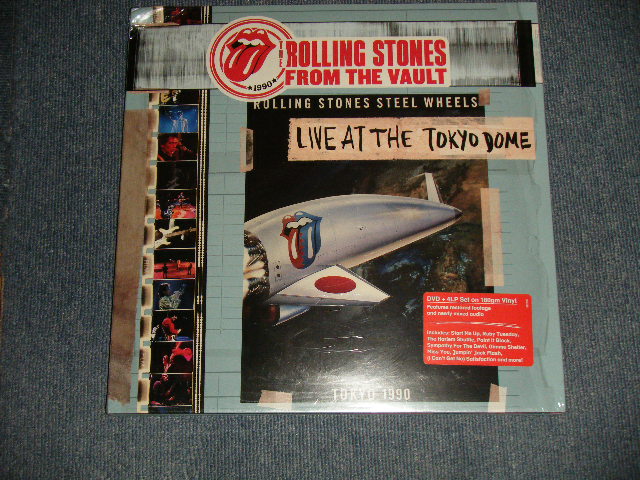 THE
ROLLING STONES
FROM THE VAULT
★1990★
ROLLING STONES STEEL WHEELS
LIVE AT THE TOKYO DOME
DVD + 4LP Set on 180gm Vinyl
Features restored footage
and newly mixed audio
Includes: Start Me Up, Ruby Tuesday,
The Harlem Shuffle, Paint It Black,
Sympathy For The Devil, Gimme Shelter,
Miss You, Jumpin' Jack Flash,
(I Can't Get No) Satisfaction and more!
TOKYO 1990